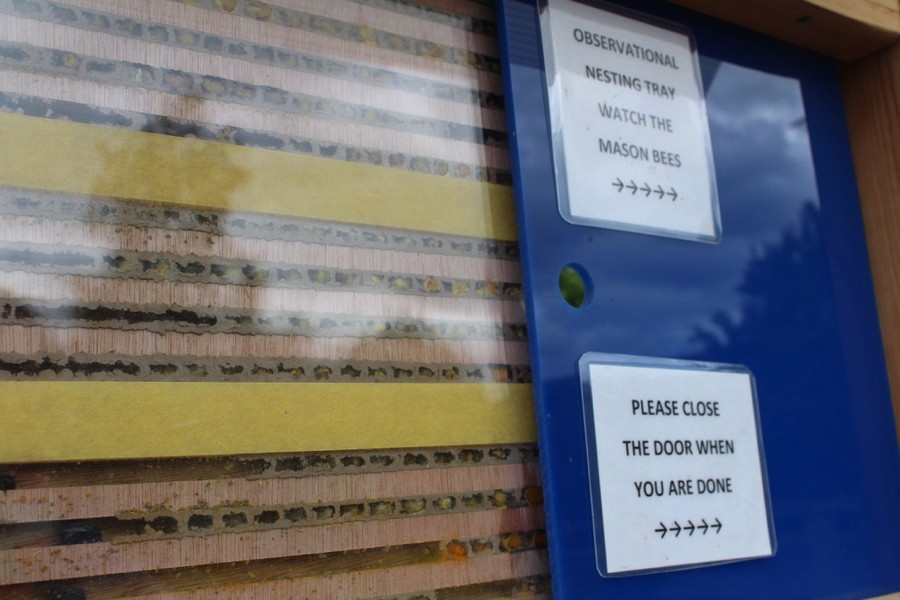 OBSERVATIONAL
NESTING TRAY
WATCH THE
MASON BEES
→→→→→
PLEASE CLOSE
THE DOOR WHEN
YOU ARE DONE
→→→→→